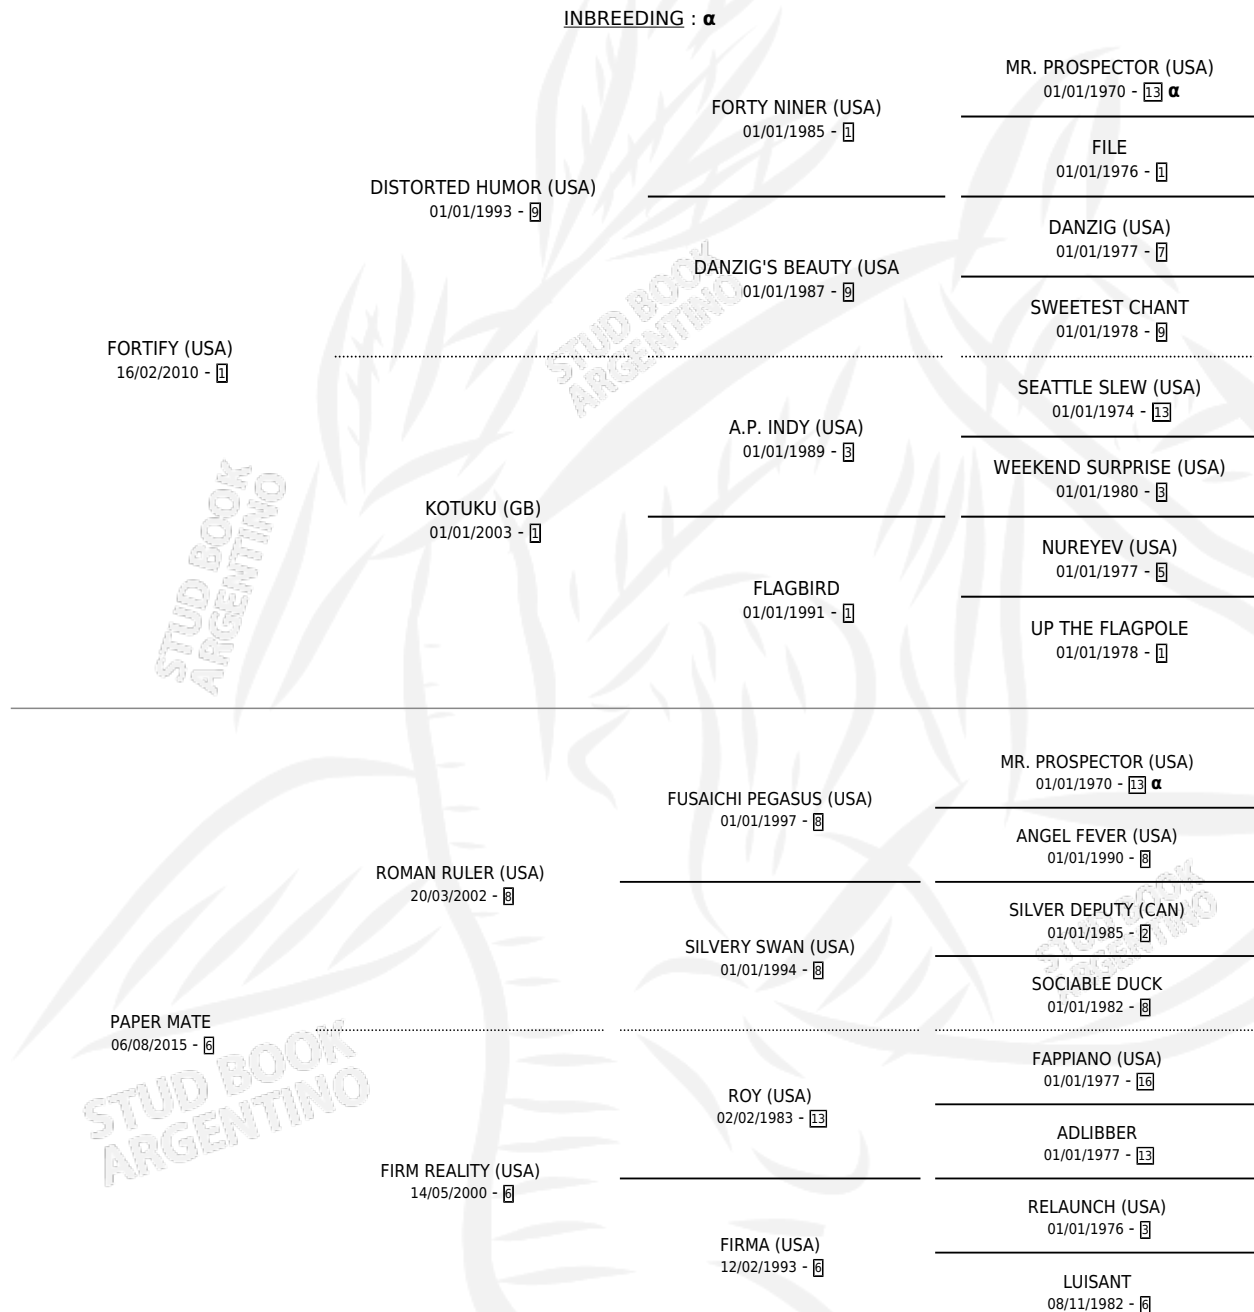 INBREEDING : α
MR. PROSPECTOR (USA)
01/01/1970 - 13 α
FORTY NINER (USA)
01/01/1985 - 1
FILE
01/01/1976 - 1
DISTORTED HUMOR (USA)
01/01/1993 - 9
DANZIG (USA)
01/01/1977 - 7
DANZIG'S BEAUTY (USA
01/01/1987 - 9
SWEETEST CHANT
01/01/1978 - 9
FORTIFY (USA)
16/02/2010 - 1
SEATTLE SLEW (USA)
01/01/1974 - 13
A.P. INDY (USA)
01/01/1989 - 3
WEEKEND SURPRISE (USA)
01/01/1980 - 3
KOTUKU (GB)
01/01/2003 - 1
NUREYEV (USA)
01/01/1977 - 5
FLAGBIRD
01/01/1991 - 1
UP THE FLAGPOLE
01/01/1978 - 1
MR. PROSPECTOR (USA)
01/01/1970 - 13 α
FUSAICHI PEGASUS (USA)
01/01/1997 - 8
ANGEL FEVER (USA)
01/01/1990 - 8
ROMAN RULER (USA)
20/03/2002 - 8
SILVER DEPUTY (CAN)
01/01/1985 - 2
SILVERY SWAN (USA)
01/01/1994 - 8
SOCIABLE DUCK
01/01/1982 - 8
PAPER MATE
06/08/2015 - 6
FAPPIANO (USA)
01/01/1977 - 16
ROY (USA)
02/02/1983 - 13
ADLIBBER
01/01/1977 - 13
FIRM REALITY (USA)
14/05/2000 - 6
RELAUNCH (USA)
01/01/1976 - 3
FIRMA (USA)
12/02/1993 - 6
LUISANT
08/11/1982 - 6
STUD BOOK
ARGENTINO
STUD BOOK
ARGENTINO
STUD BOOK
ARGENTINO
STUD BOOK
ARGENTINO